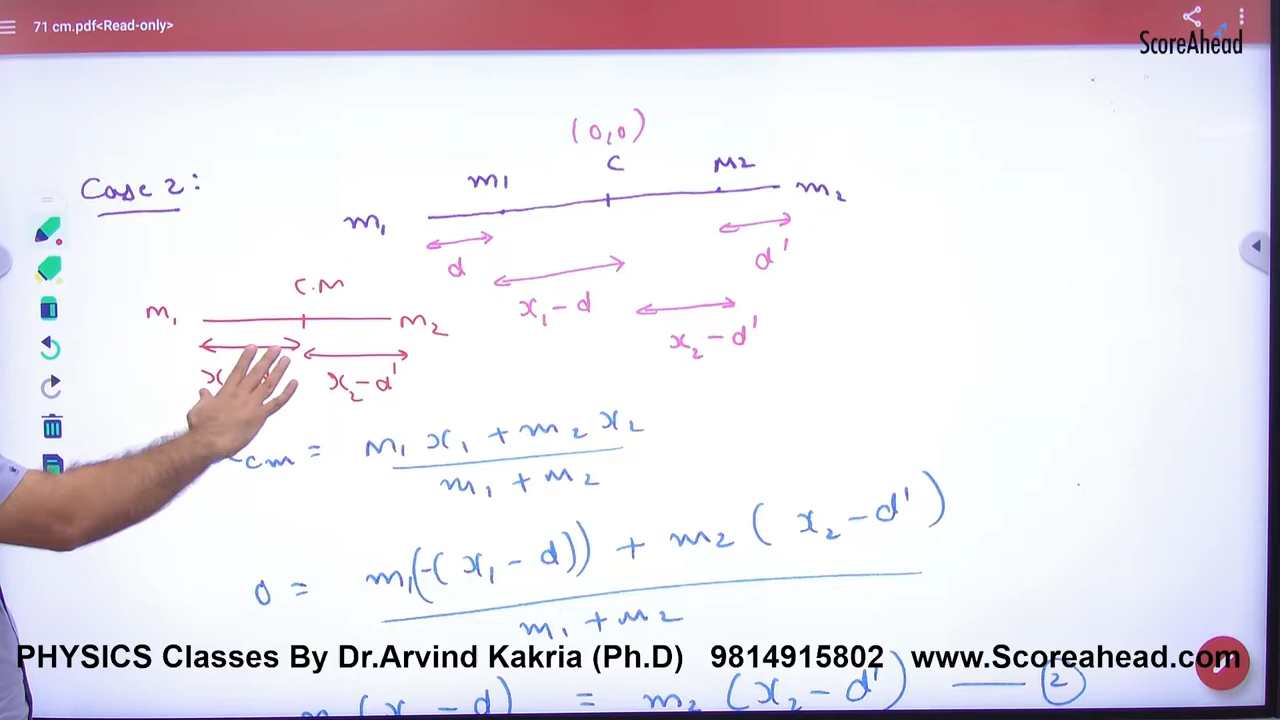 71 cm.pdf<Read-only>
ScoreAhead
(0,0)
C
Case 2:
m1
M2
m₁
m₂
d
d'
C.M
x₁ - d
m₁
m₂
x₂ - d'
x₂ - d'
cm = m₁ x₁ + m₂ x₂
m₁ + m₂
0 = m₁(-(x₁ - d)) + m₂ (x₂ - d')
m₁ + m₂
PHYSICS Classes By Dr.Arvind Kakria (Ph.D) 9814915802 www.Scoreahead.com
(x - d) = m₂ (x₂ - d') — ②